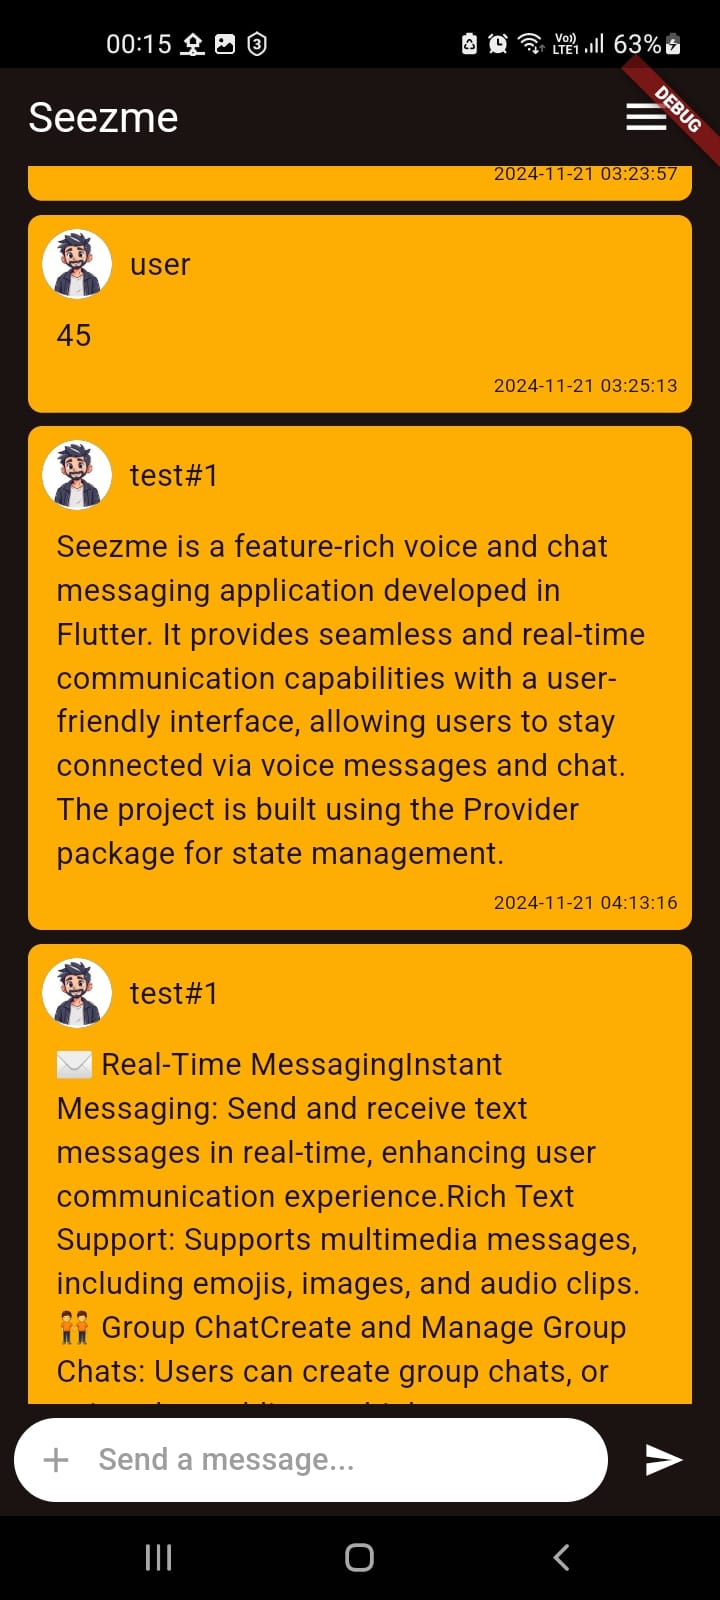 00:15 3 Vo)) LTE1 63%
Seezme
DEBUG
2024-11-21 03:23:57
user
45
2024-11-21 03:25:13
test#1
Seezme is a feature-rich voice and chat
messaging application developed in
Flutter. It provides seamless and real-time
communication capabilities with a user-
friendly interface, allowing users to stay
connected via voice messages and chat.
The project is built using the Provider
package for state management.
2024-11-21 04:13:16
test#1
✉️ Real-Time MessagingInstant
Messaging: Send and receive text
messages in real-time, enhancing user
communication experience.Rich Text
Support: Supports multimedia messages,
including emojis, images, and audio clips.
👬 Group ChatCreate and Manage Group
Chats: Users can create group chats, or
Send a message...